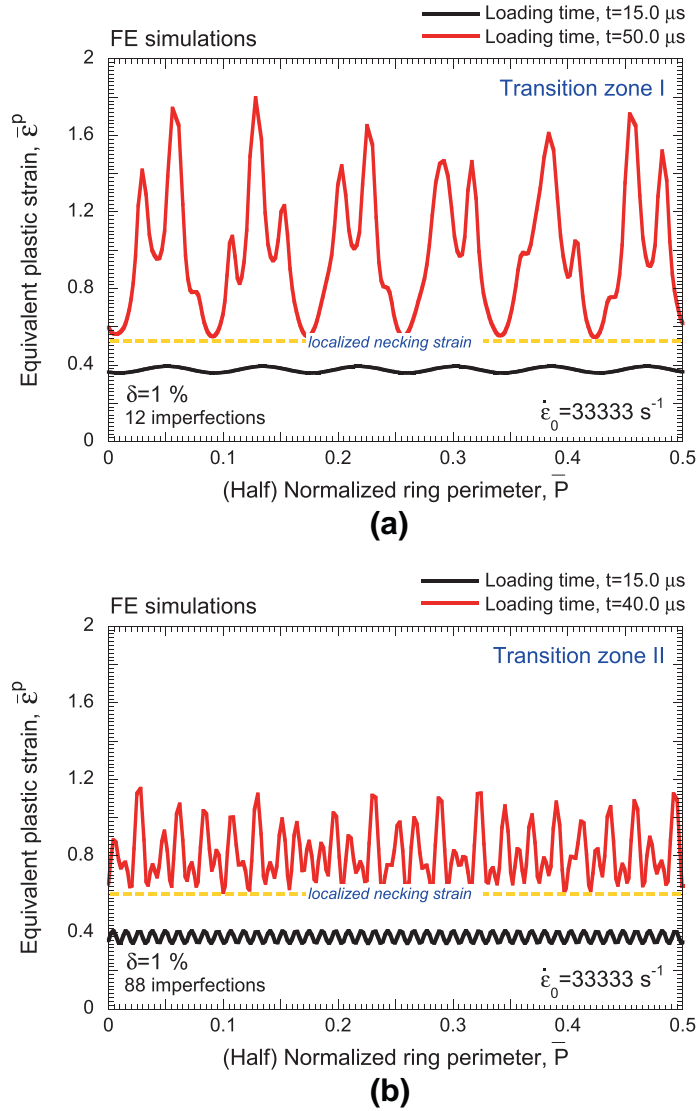 Loading time, t=15.0 μs
FE simulations
Loading time, t=50.0 μs
2
Transition zone I
1.6
1.2
0.8
0.4
0
Equivalent plastic strain, ε̄ᵖ
localized necking strain
δ=1 %
12 imperfections
ε̇₀=33333 s⁻¹
0 0.1 0.2 0.3 0.4 0.5
(Half) Normalized ring perimeter, P̅
(a)
Loading time, t=15.0 μs
FE simulations
Loading time, t=40.0 μs
2
Transition zone II
1.6
1.2
0.8
0.4
0
Equivalent plastic strain, ε̄ᵖ
localized necking strain
δ=1 %
88 imperfections
ε̇₀=33333 s⁻¹
0 0.1 0.2 0.3 0.4 0.5
(Half) Normalized ring perimeter, P̅
(b)